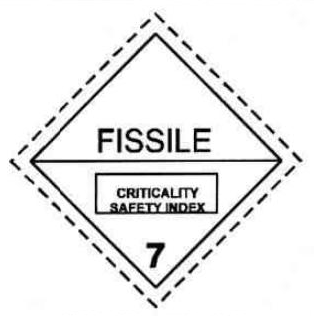 FISSILE
CRITICALITY
SAFETY INDEX
7